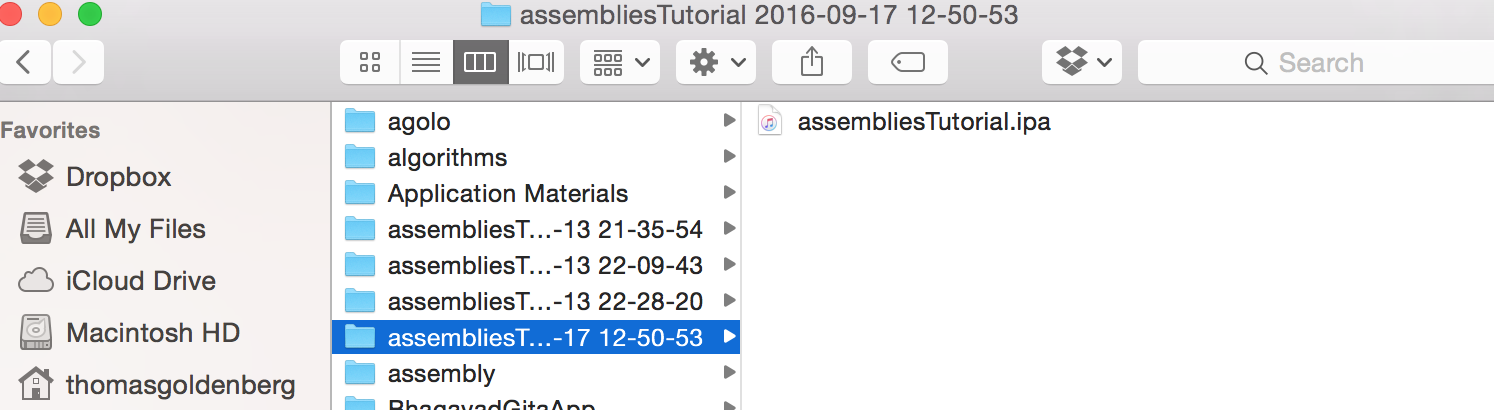 assembliesTutorial 2016-09-17 12-50-53
Search
Favorites
Dropbox
All My Files
iCloud Drive
Macintosh HD
thomasgoldenberg
agolo
algorithms
Application Materials
assembliesT...-13 21-35-54
assembliesT...-13 22-09-43
assembliesT...-13 22-28-20
assembliesT...-17 12-50-53
assembly
BhagavadGitaApp
assembliesTutorial.ipa